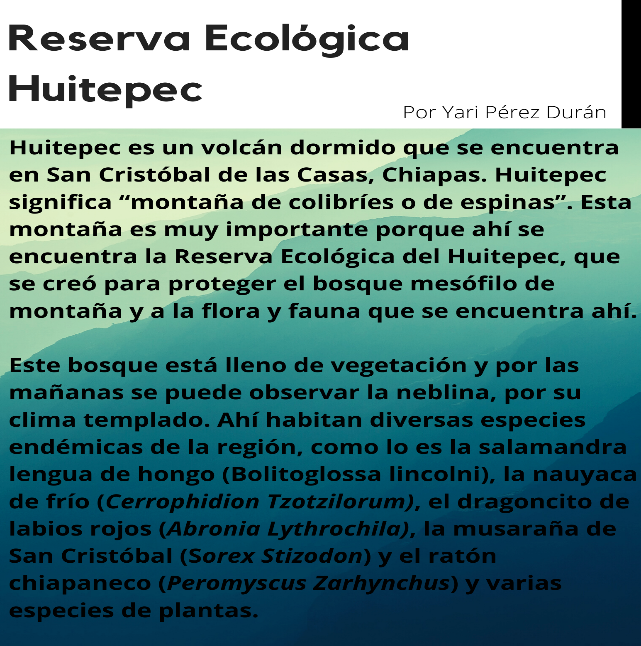 Reserva Ecológica
Huitepec
Por Yari Pérez Durán
Huitepec es un volcán dormido que se encuentra
en San Cristóbal de las Casas, Chiapas. Huitepec
significa “montaña de colibríes o de espinas”. Esta
montaña es muy importante porque ahí se
encuentra la Reserva Ecológica del Huitepec, que
se creó para proteger el bosque mesófilo de
montaña y a la flora y fauna que se encuentra ahí.
Este bosque está lleno de vegetación y por las
mañanas se puede observar la neblina, por su
clima templado. Ahí habitan diversas especies
endémicas de la región, como lo es la salamandra
lengua de hongo (Bolitoglossa lincolni), la nauyaca
de frío (Cerrophidion Tzotzilorum), el dragoncito de
labios rojos (Abronia Lythrochila), la musaraña de
San Cristóbal (Sorex Stizodon) y el ratón
chiapaneco (Peromyscus Zarhynchus) y varias
especies de plantas.